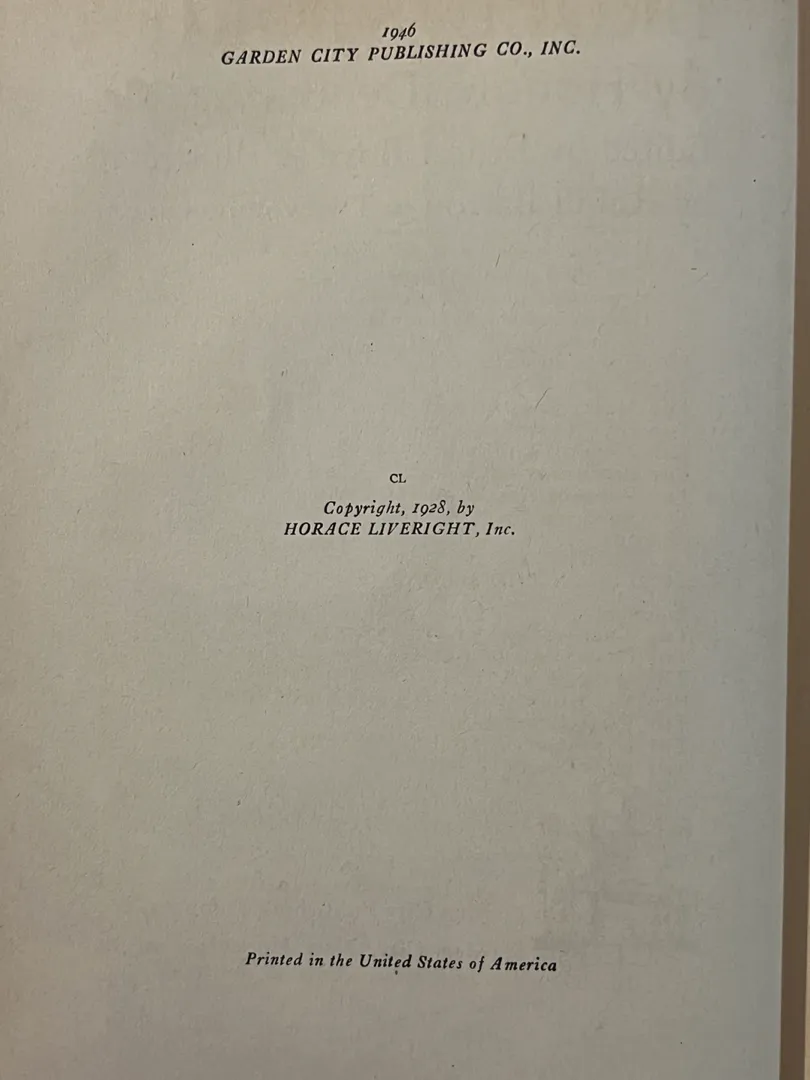 1946
GARDEN CITY PUBLISHING CO., INC.
CL
Copyright, 1928, by
HORACE LIVERIGHT, Inc.
Printed in the United States of America